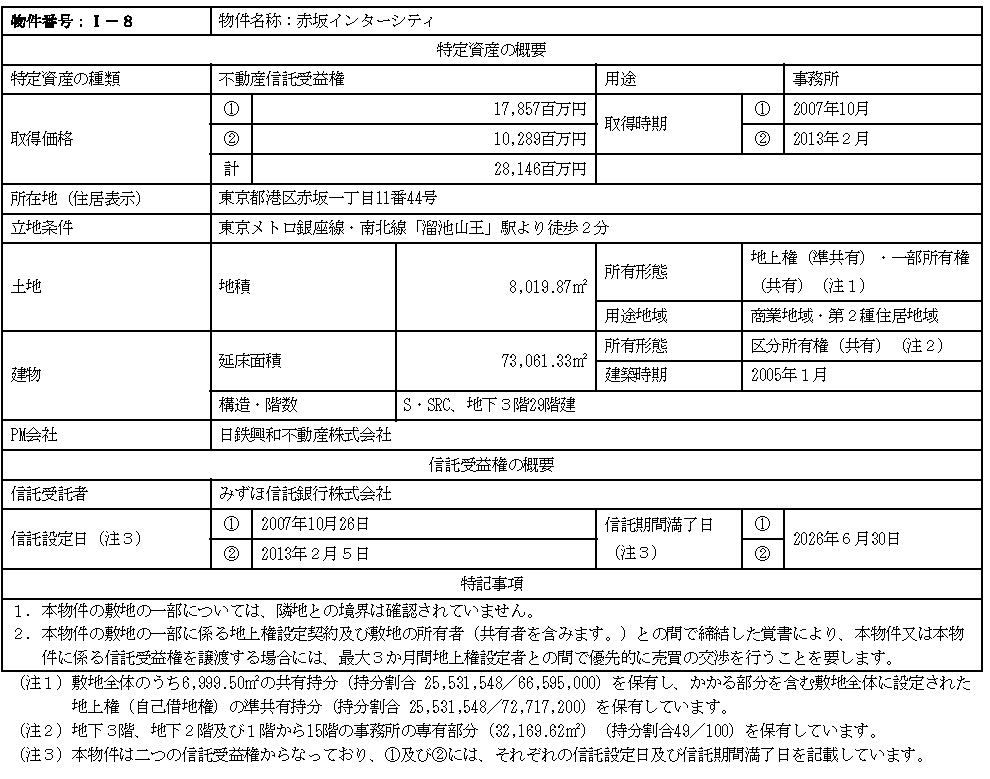 物件番号：Ⅰ－８ 物件名称：赤坂インターシティ
特定資産の概要
特定資産の種類 不動産信託受益権 用途 事務所
取得価格 ① 17,857百万円 取得時期 ① 2007年10月
② 10,289百万円 ② 2013年２月
計 28,146百万円
所在地（住居表示） 東京都港区赤坂一丁目11番44号
立地条件 東京メトロ銀座線・南北線「溜池山王」駅より徒歩２分
土地 地積 8,019.87㎡ 所有形態 地上権（準共有）・一部所有権
（共有）（注１）
用途地域 商業地域・第２種住居地域
建物 延床面積 73,061.33㎡ 所有形態 区分所有権（共有）（注２）
建築時期 2005年１月
構造・階数 S・SRC、地下３階29階建
PM会社 日鉄興和不動産株式会社
信託受益権の概要
信託受託者 みずほ信託銀行株式会社
信託設定日（注３） ① 2007年10月26日 信託期間満了日 ① 2026年６月30日
② 2013年２月５日 （注３） ②
特記事項
１．本物件の敷地の一部については、隣地との境界は確認されていません。
２．本物件の敷地の一部に係る地上権設定契約及び敷地の所有者（共有者を含みます。）との間で締結した覚書により、本物件又は本物
件に係る信託受益権を譲渡する場合には、最大３か月間地上権設定者との間で優先的に売買の交渉を行うことを要します。
（注１）敷地全体のうち6,999.50㎡の共有持分（持分割合 25,531,548／66,595,000）を保有し、かかる部分を含む敷地全体に設定された
地上権（自己借地権）の準共有持分（持分割合 25,531,548／72,717,200）を保有しています。
（注２）地下３階、地下２階及び１階から15階の事務所の専有部分（32,169.62㎡）（持分割合49／100）を保有しています。
（注３）本物件は二つの信託受益権からなっており、①及び②には、それぞれの信託設定日及び信託期間満了日を記載しています。